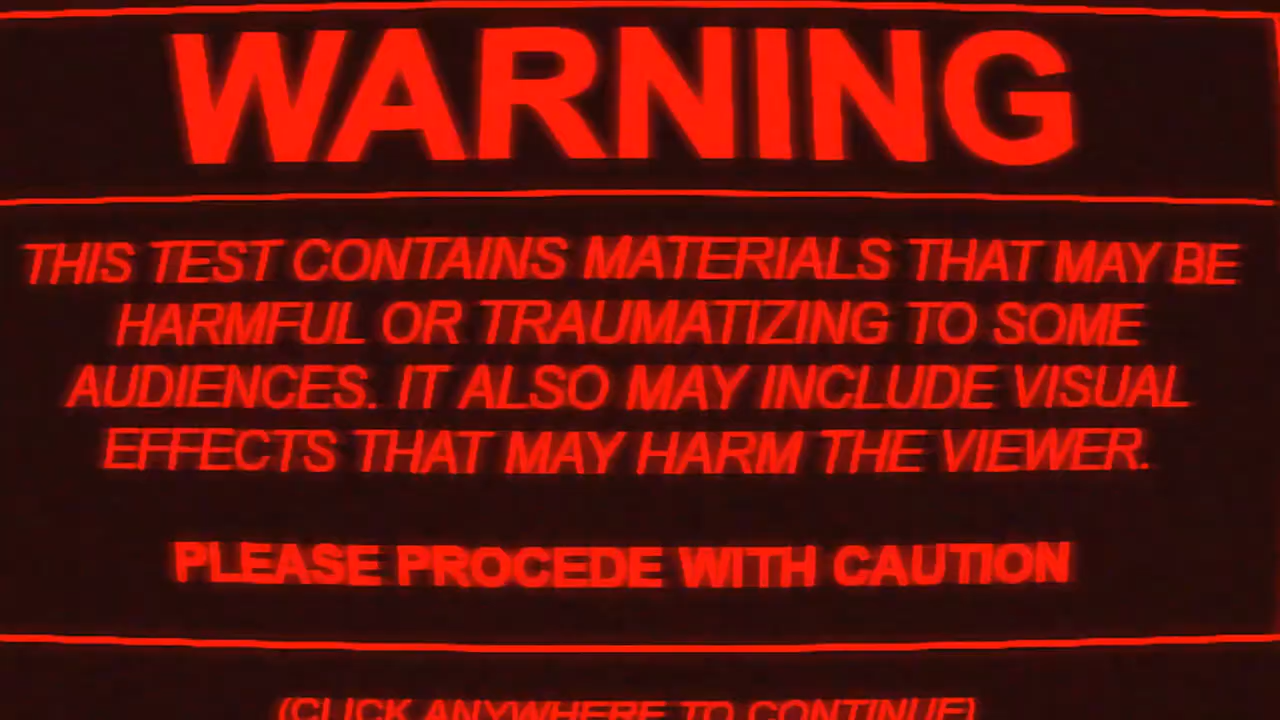 WARNING
THIS TEST CONTAINS MATERIALS THAT MAY BE
HARMFUL OR TRAUMATIZING TO SOME
AUDIENCES. IT ALSO MAY INCLUDE VISUAL
EFFECTS THAT MAY HARM THE VIEWER.
PLEASE PROCEDE WITH CAUTION
(CLICK ANYWHERE TO CONTINUE)